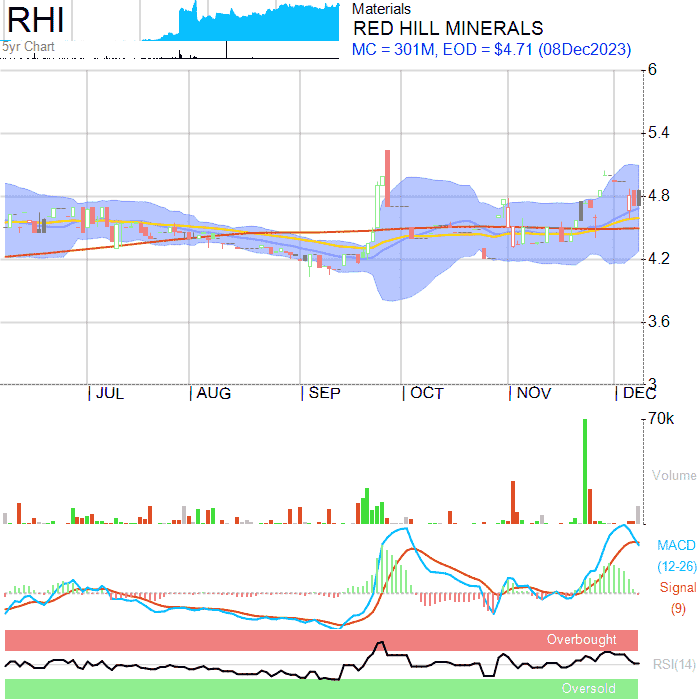 RHI
5yr Chart
Materials
RED HILL MINERALS
MC = 301M, EOD = $4.71 (08Dec2023)
6
5.4
4.8
4.2
3.6
3
JUL AUG SEP OCT NOV DEC
70k
Volume
MACD
(12-26)
Signal
(9)
Overbought
RSI(14)
Oversold